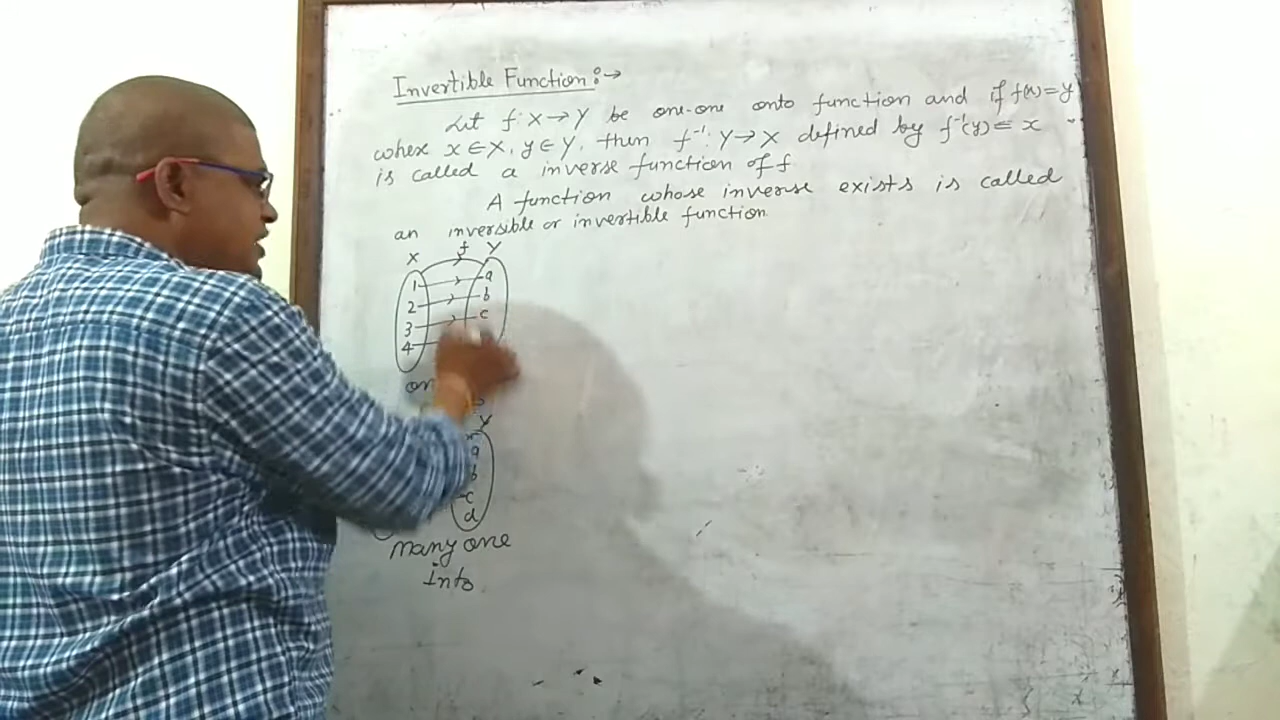 Invertible Function:→
Let f: X→Y be one-one onto function and if f(x)=y
where x∈X, y∈Y, then f⁻¹: Y→X defined by f⁻¹(y)=x
is called a inverse function of f
A function whose inverse exists is called
an inversible or invertible function.
f
X Y
1 a
2 b
3 c
4
Y
a
b
c
d
Many one
into